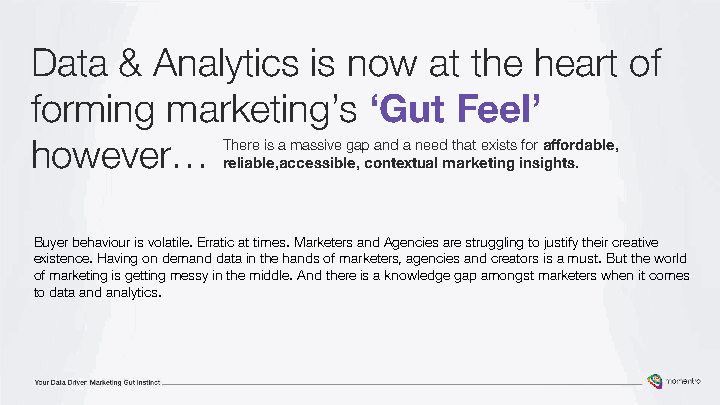 Data & Analytics is now at the heart of
forming marketing’s ‘Gut Feel’
however…
There is a massive gap and a need that exists for affordable,
reliable,accessible, contextual marketing insights.
Buyer behaviour is volatile. Erratic at times. Marketers and Agencies are struggling to justify their creative
existence. Having on demand data in the hands of marketers, agencies and creators is a must. But the world
of marketing is getting messy in the middle. And there is a knowledge gap amongst marketers when it comes
to data and analytics.
Your Data Driven Marketing Gut Instinct
momentro